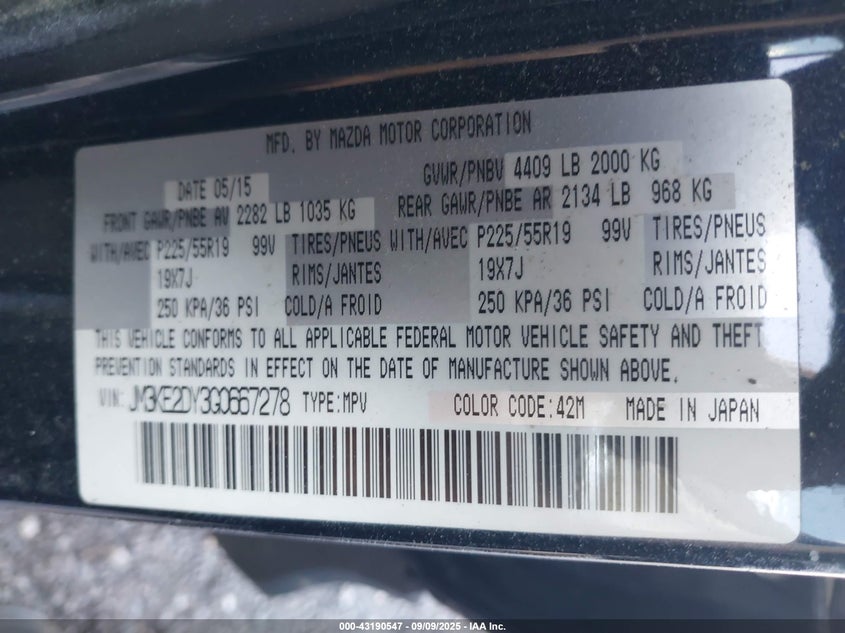 MFD. BY MAZDA MOTOR CORPORATION
DATE 05/15 GVWR/PNBV 4409 LB 2000 KG
FRONT GAWR/PNBE AV 2282 LB 1035 KG REAR GAWR/PNBE AR 2134 LB 968 KG
WITH/AVEC P225/55R19 99V TIRES/PNEUS WITH/AVEC P225/55R19 99V TIRES/PNEUS
19X7J RIMS/JANTES 19X7J RIMS/JANTES
250 KPA/36 PSI COLD/A FROID 250 KPA/36 PSI COLD/A FROID
THIS VEHICLE CONFORMS TO ALL APPLICABLE FEDERAL MOTOR VEHICLE SAFETY AND THEFT
PREVENTION STANDARDS IN EFFECT ON THE DATE OF MANUFACTURE SHOWN ABOVE.
VIN: JM3KE2DY3G0667278 TYPE:MPV COLOR CODE:42M MADE IN JAPAN
000-43190547 - 09/09/2025 - IAA Inc.